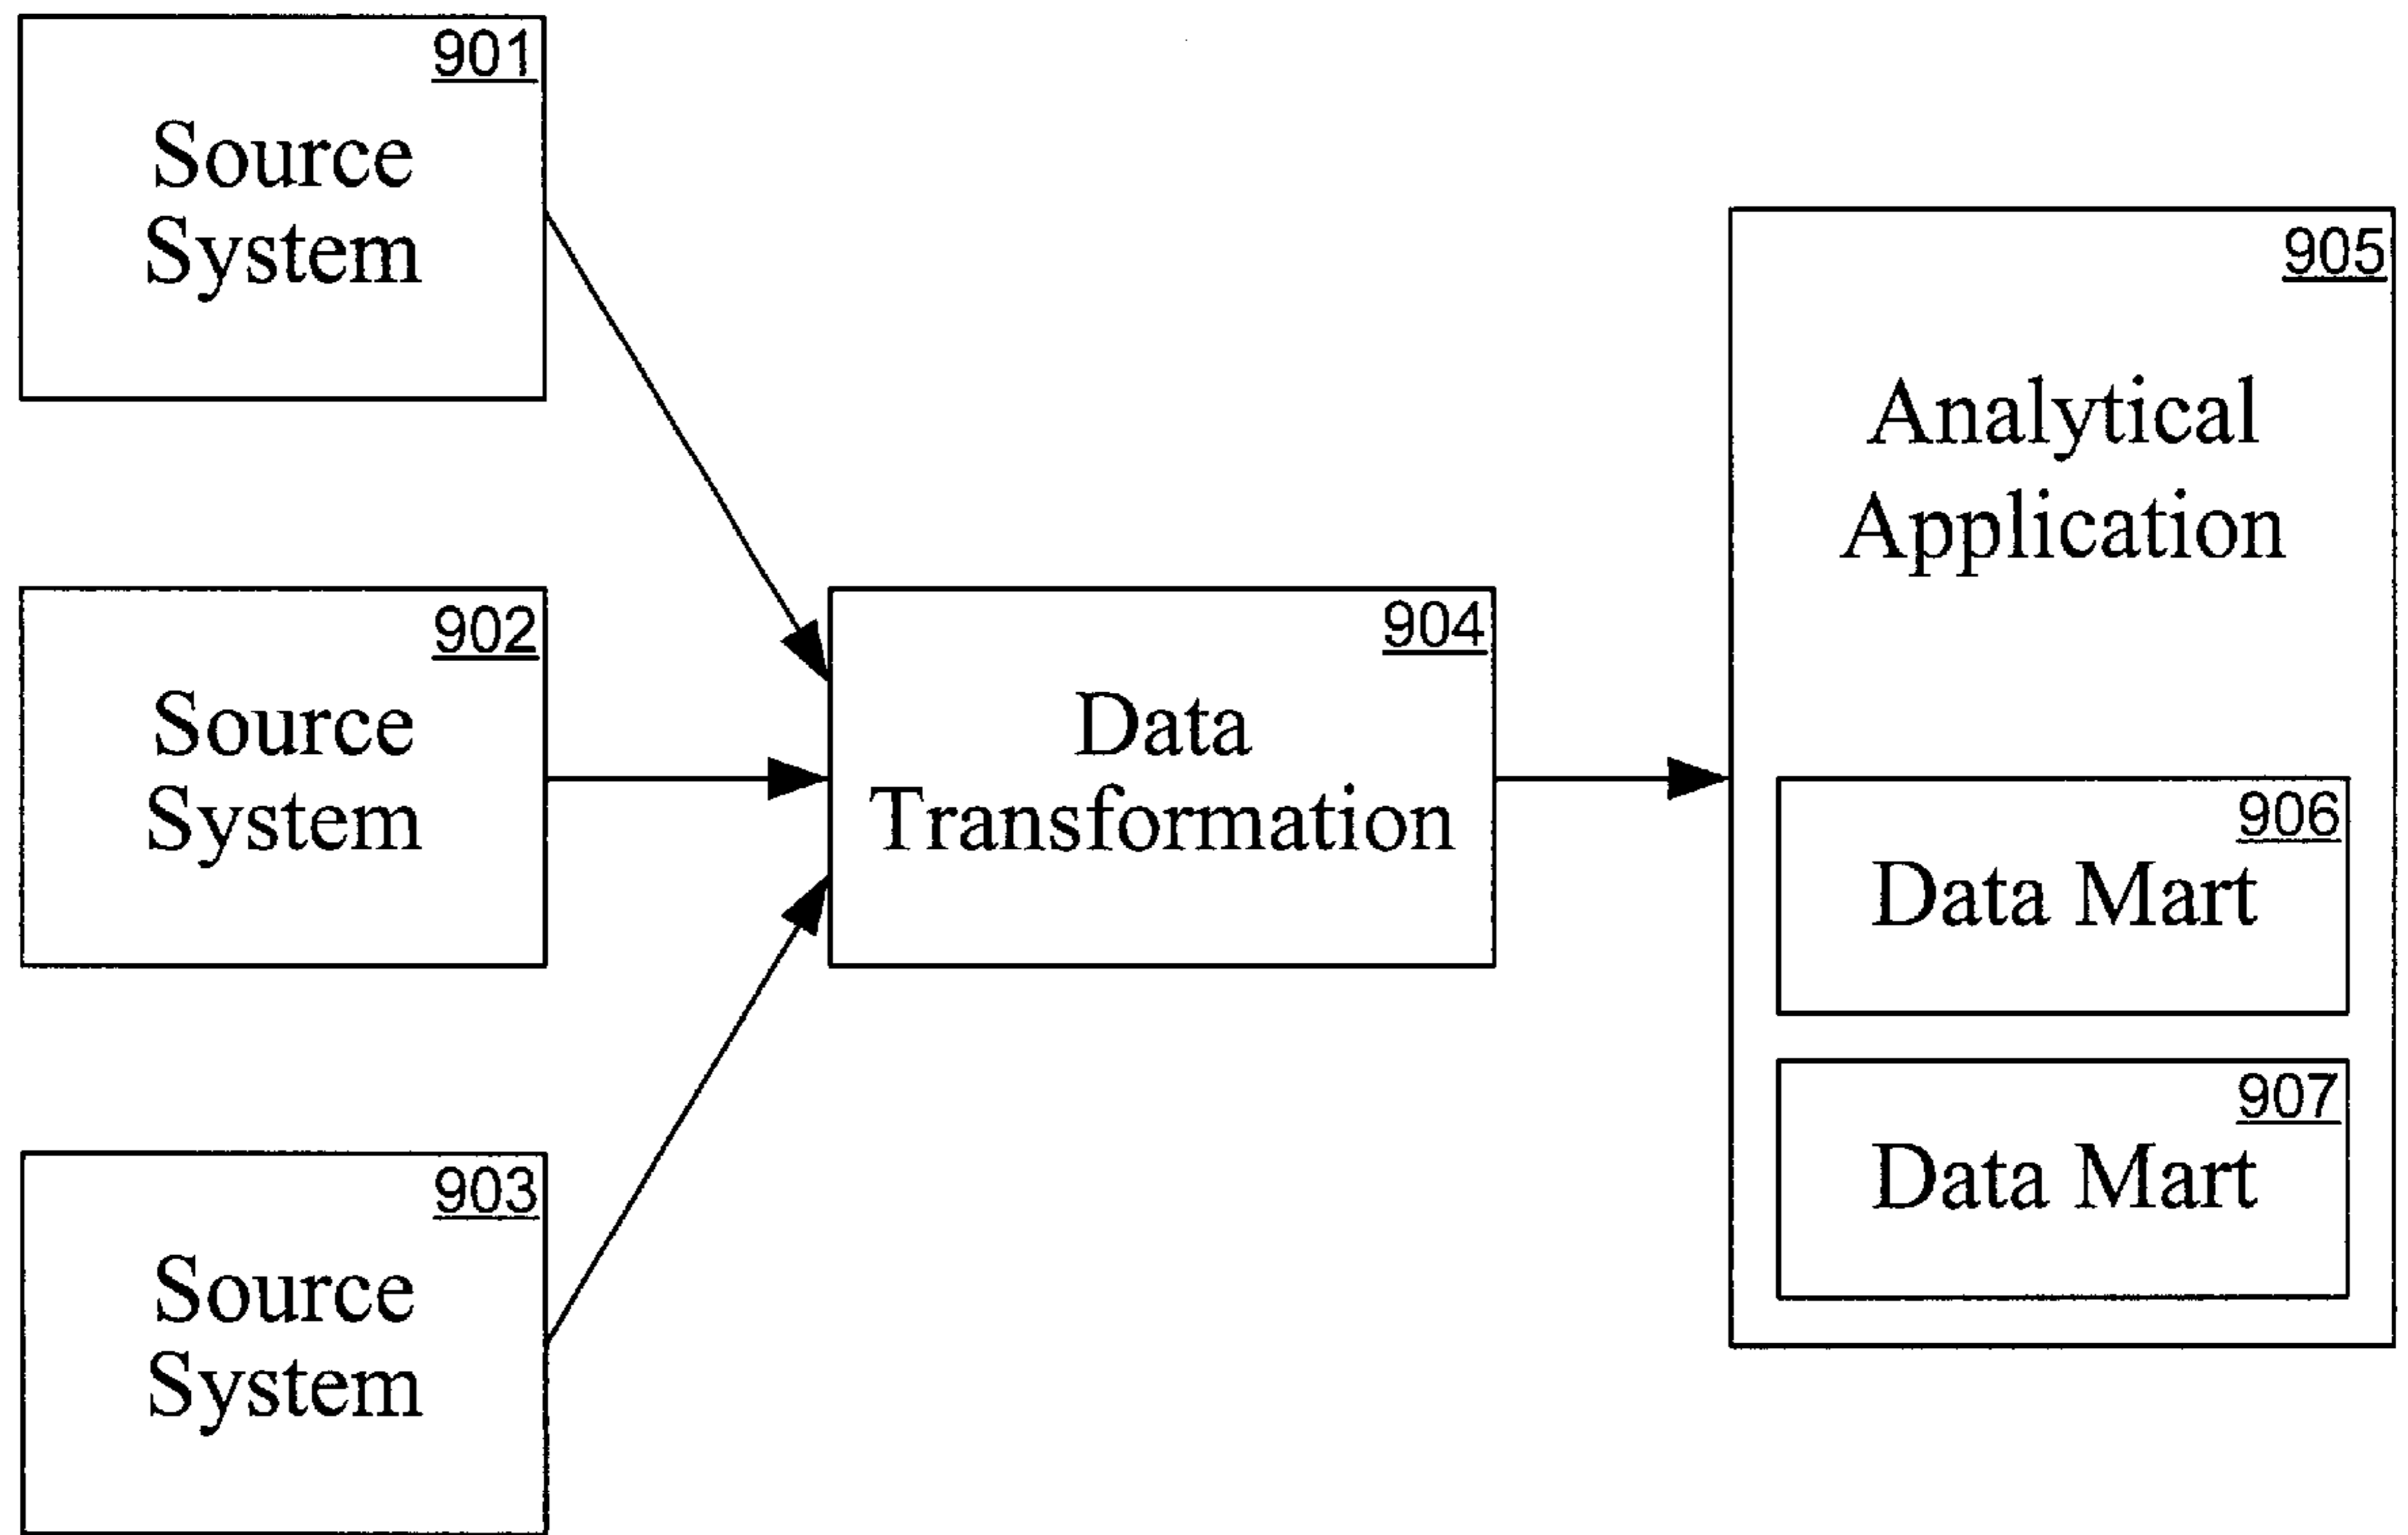 901
Source
System
902
Source
System
903
Source
System
904
Data
Transformation
905
Analytical
Application
906
Data Mart
907
Data Mart